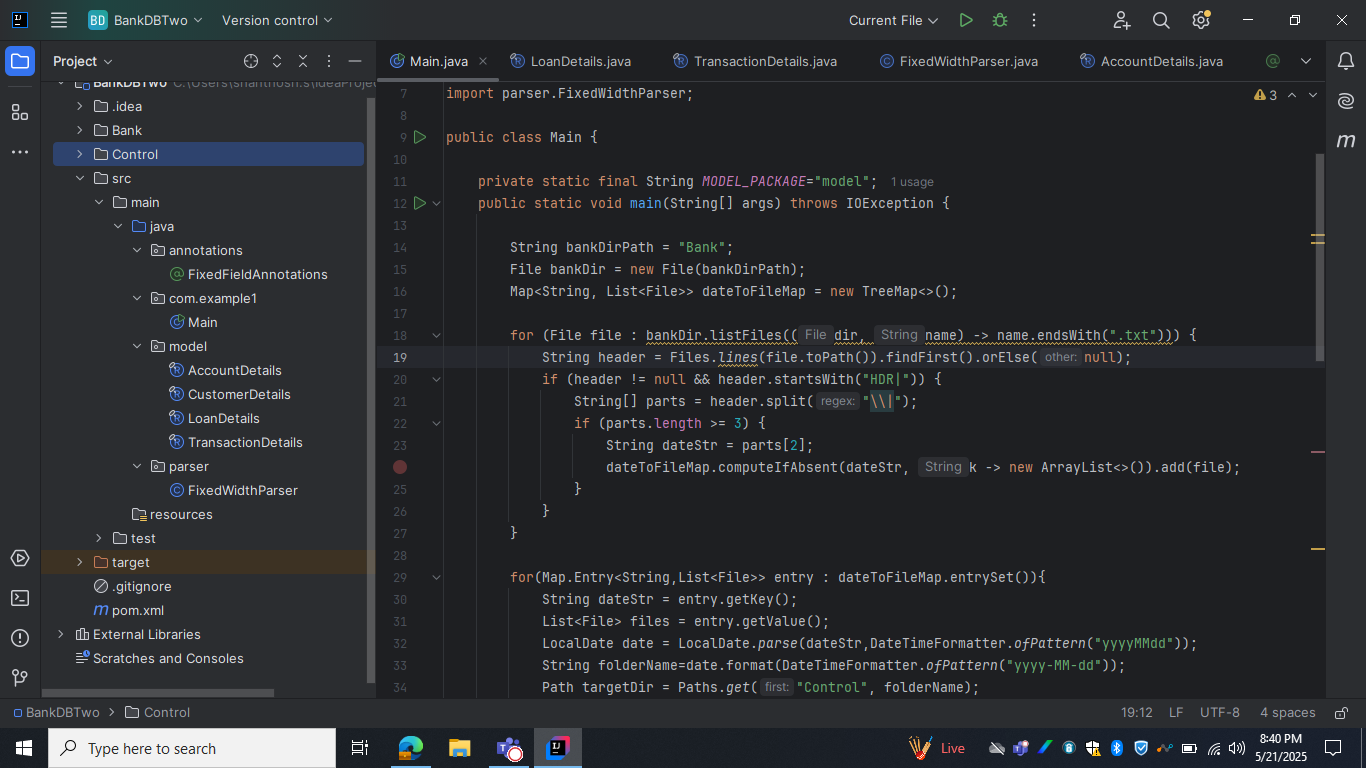 BD BankDBTwo Version control Current File
Project
Main.java LoanDetails.java TransactionDetails.java FixedWidthParser.java AccountDetails.java
BankDBTwo C:\Users\shanthosh.s\IdeaProje
.idea
Bank
Control
src
main
java
annotations
FixedFieldAnnotations
com.example1
Main
model
AccountDetails
CustomerDetails
LoanDetails
TransactionDetails
parser
FixedWidthParser
resources
test
target
.gitignore
m pom.xml
External Libraries
Scratches and Consoles
3
7 import parser.FixedWidthParser;
8
9 public class Main {
10
11 private static final String MODEL_PACKAGE="model"; 1 usage
12 public static void main(String[] args) throws IOException {
13
14 String bankDirPath = "Bank";
15 File bankDir = new File(bankDirPath);
16 Map<String, List<File>> dateToFileMap = new TreeMap<>();
17
18 for (File file : bankDir.listFiles(( File dir, String name) -> name.endsWith(".txt"))) {
19 String header = Files.lines(file.toPath()).findFirst().orElse( other: null);
20 if (header != null && header.startsWith("HDR|")) {
21 String[] parts = header.split( regex: "\\|");
22 if (parts.length >= 3) {
23 String dateStr = parts[2];
dateToFileMap.computeIfAbsent(dateStr, String k -> new ArrayList<>()).add(file);
25 }
26 }
27 }
28
29 for(Map.Entry<String,List<File>> entry : dateToFileMap.entrySet()){
30 String dateStr = entry.getKey();
31 List<File> files = entry.getValue();
32 LocalDate date = LocalDate.parse(dateStr,DateTimeFormatter.ofPattern("yyyyMMdd"));
33 String folderName=date.format(DateTimeFormatter.ofPattern("yyyy-MM-dd"));
34 Path targetDir = Paths.get( first: "Control", folderName);
m
BankDBTwo > Control
19:12 LF UTF-8 4 spaces
Type here to search
Live
8:40 PM
5/21/2025